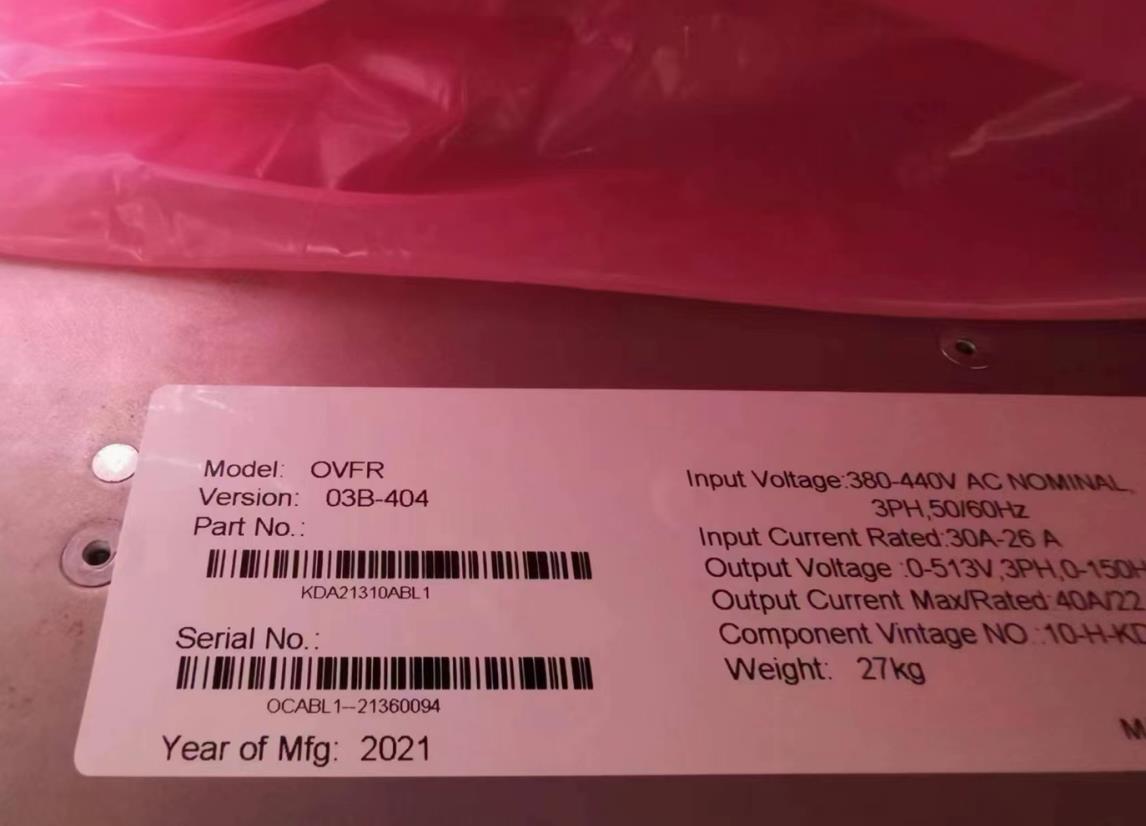 Model: OVFR
Version: 03B-404
Part No.:
KDA21310ABL1
Serial No.:
OCABL1--21360094
Year of Mfg: 2021
Input Voltage:380-440V AC NOMINAL,
3PH,50/60Hz
Input Current Rated:30A-26 A
Output Voltage :0-513V,3PH,0-150H
Output Current Max/Rated:40A/22
Component Vintage NO.:10-H-KD
Weight: 27kg